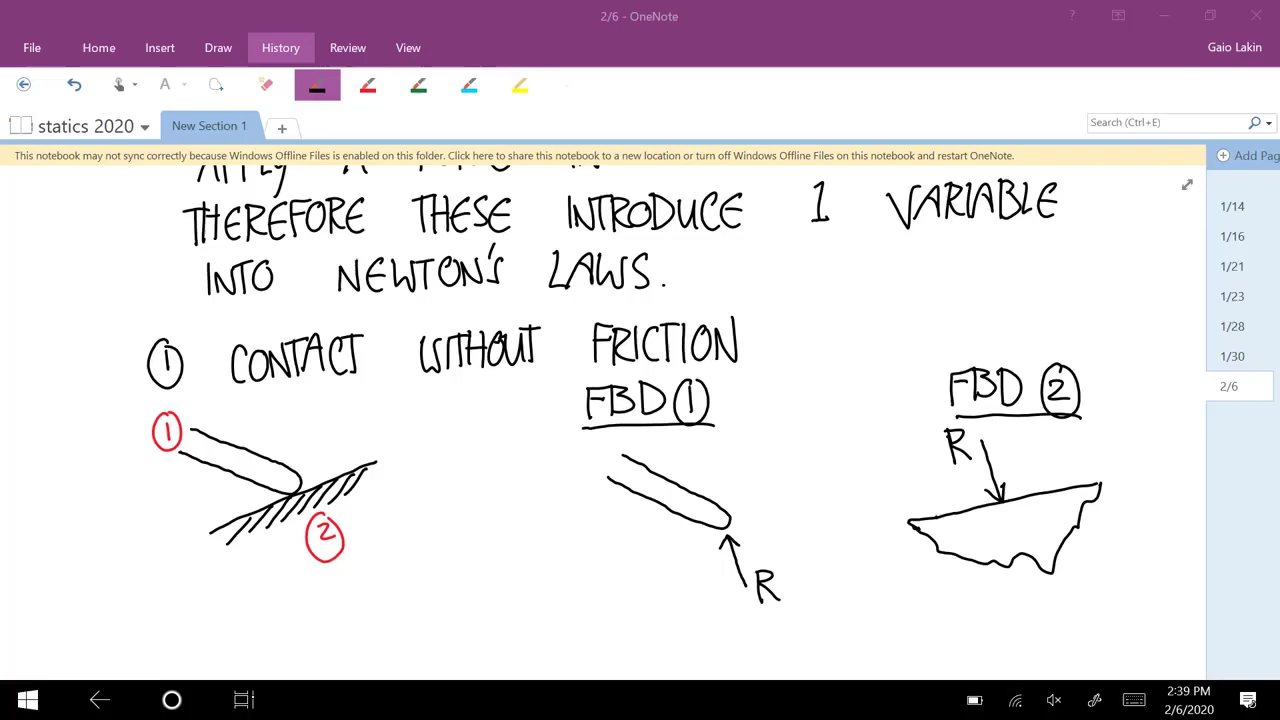 2/6 - OneNote
?
File Home Insert Draw History Review View
Gaio Lakin
A
statics 2020
New Section 1
+
Search (Ctrl+E)
This notebook may not sync correctly because Windows Offline Files is enabled on this folder. Click here to share this notebook to a new location or turn off Windows Offline Files on this notebook and restart OneNote.
Add Pag
1/14
1/16
1/21
1/23
1/28
1/30
2/6
APPLY A
THEREFORE THESE INTRODUCE 1 VARIABLE
INTO NEWTON'S LAWS.
① CONTACT WITHOUT FRICTION
FBD ①
FBD ②
①
②
R
R
2:39 PM
2/6/2020